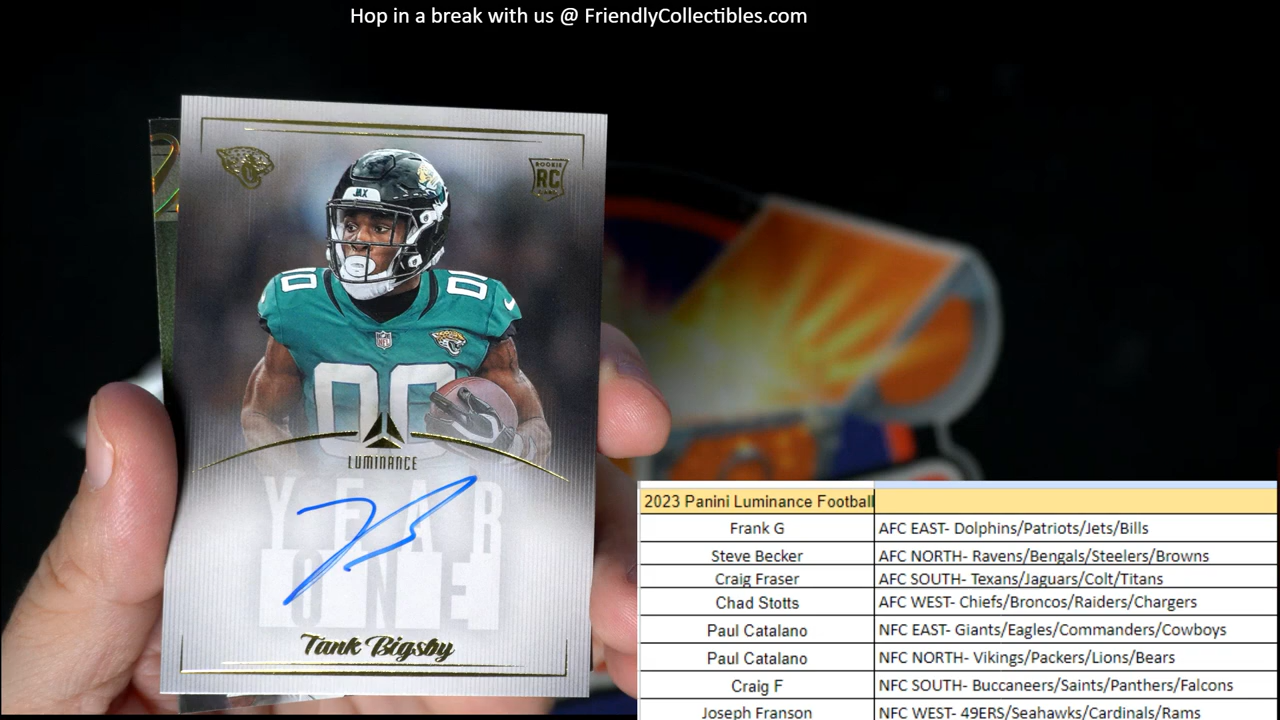 Hop in a break with us @ FriendlyCollectibles.com
ROOKIE
RC
JAX
00
00
00
NFL
LUMINANCE
YEAR
ONE
Tank Bigsby
2023 Panini Luminance Football
Frank G AFC EAST- Dolphins/Patriots/Jets/Bills
Steve Becker AFC NORTH- Ravens/Bengals/Steelers/Browns
Craig Fraser AFC SOUTH- Texans/Jaguars/Colt/Titans
Chad Stotts AFC WEST- Chiefs/Broncos/Raiders/Chargers
Paul Catalano NFC EAST- Giants/Eagles/Commanders/Cowboys
Paul Catalano NFC NORTH- Vikings/Packers/Lions/Bears
Craig F NFC SOUTH- Buccaneers/Saints/Panthers/Falcons
Joseph Franson NFC WEST- 49ERS/Seahawks/Cardinals/Rams